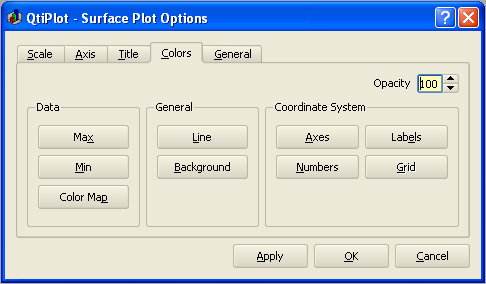 QtiPlot - Surface Plot Options
Scale Axis Title Colors General
Opacity 100
Data General Coordinate System
Max Line Axes Labels
Min Background Numbers Grid
Color Map
Apply OK Cancel